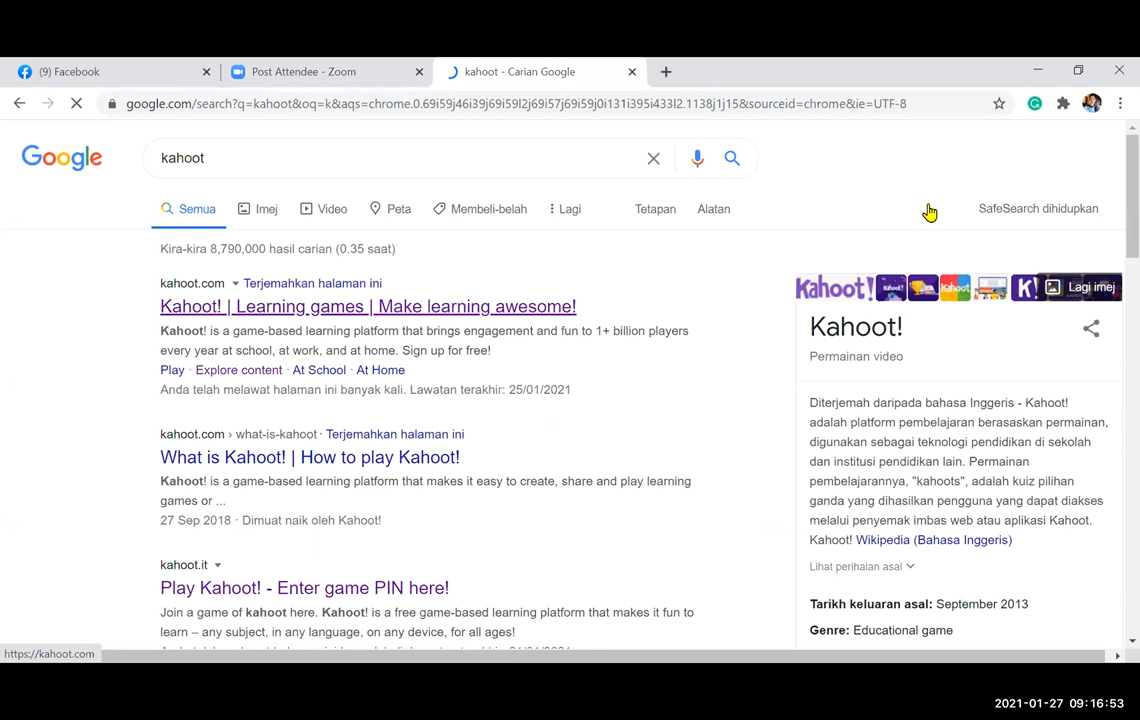 (9) Facebook
Post Attendee - Zoom
kahoot - Carian Google
google.com/search?q=kahoot&oq=k&aqs=chrome.0.69i59j46i39j69i59l2j69i57j69i59j0i131i395i433l2.1138j1j15&sourceid=chrome&ie=UTF-8
Google
kahoot
Semua
Imej
Video
Peta
Membeli-belah
Lagi
Tetapan
Alatan
SafeSearch dihidupkan
Kira-kira 8,790,000 hasil carian (0.35 saat)
kahoot.com Terjemahkan halaman ini
Kahoot! | Learning games | Make learning awesome!
Kahoot! is a game-based learning platform that brings engagement and fun to 1+ billion players
every year at school, at work, and at home. Sign up for free!
Play · Explore content · At School · At Home
Anda telah melawat halaman ini banyak kali. Lawatan terakhir: 25/01/2021
kahoot.com › what-is-kahoot · Terjemahkan halaman ini
What is Kahoot! | How to play Kahoot!
Kahoot! is a game-based learning platform that makes it easy to create, share and play learning
games or ...
27 Sep 2018 · Dimuat naik oleh Kahoot!
kahoot.it
Play Kahoot! - Enter game PIN here!
Join a game of kahoot here. Kahoot! is a free game-based learning platform that makes it fun to
learn – any subject, in any language, on any device, for all ages!
https://kahoot.com
Kahoot!
Kahoot!
K!
Lagi imej
Kahoot!
Permainan video
Diterjemah daripada bahasa Inggeris - Kahoot!
adalah platform pembelajaran berasaskan permainan,
digunakan sebagai teknologi pendidikan di sekolah
dan institusi pendidikan lain. Permainan
pembelajarannya, "kahoots", adalah kuiz pilihan
ganda yang dihasilkan pengguna yang dapat diakses
melalui penyemak imbas web atau aplikasi Kahoot.
Kahoot! Wikipedia (Bahasa Inggeris)
Lihat perihalan asal
Tarikh keluaran asal: September 2013
Genre: Educational game
2021-01-27 09:16:53